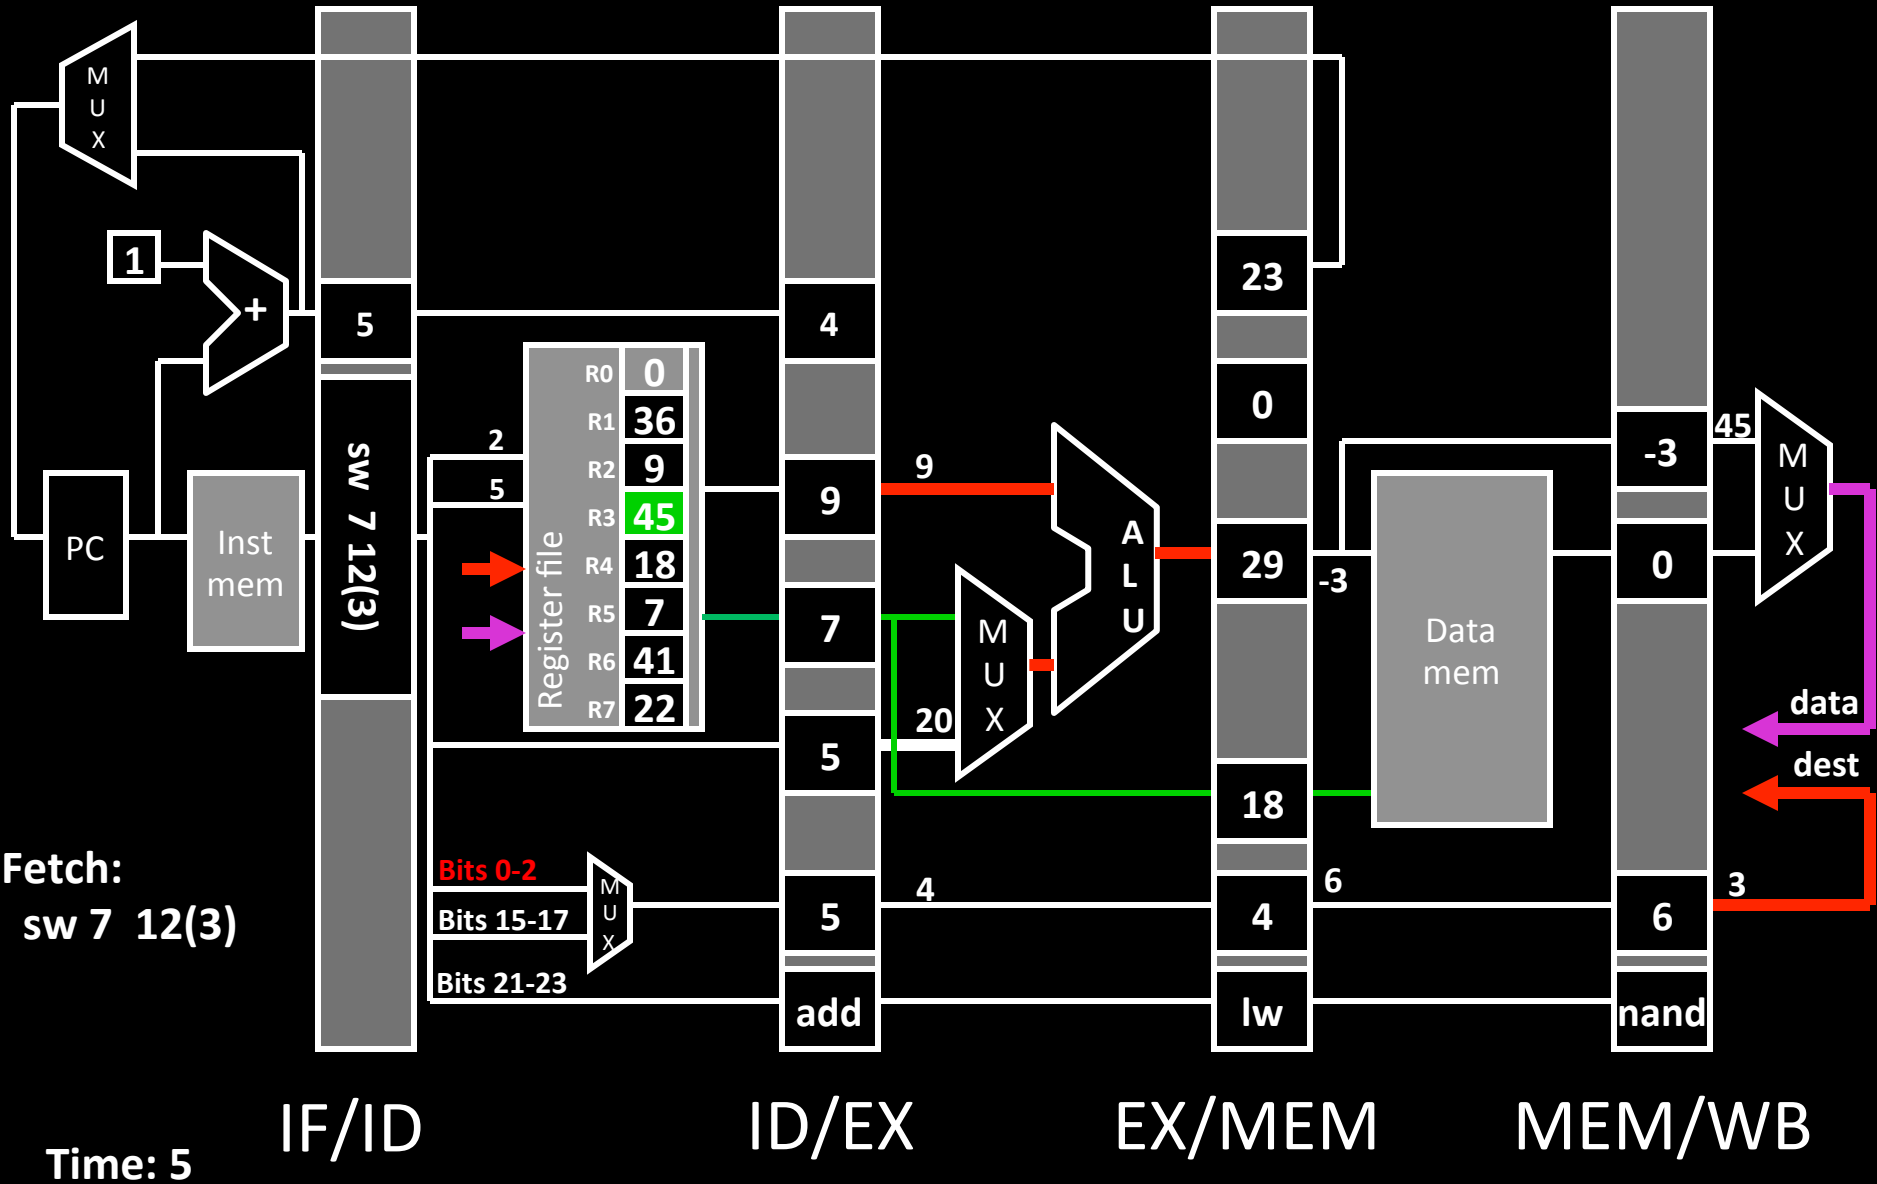 M
U
X
1
+
PC
Inst
mem
5
sw 7 12(3)
2
5
Register file
R0 0
R1 36
R2 9
R3 45
R4 18
R5 7
R6 41
R7 22
Bits 0-2
Bits 15-17
Bits 21-23
M
U
X
4
9
7
5
5
add
9
20
4
M
U
X
A
L
U
23
0
29
18
4
lw
-3
6
Data
mem
-3
0
6
nand
45
3
M
U
X
data
dest
Fetch:
sw 7 12(3)
Time: 5
IF/ID
ID/EX
EX/MEM
MEM/WB